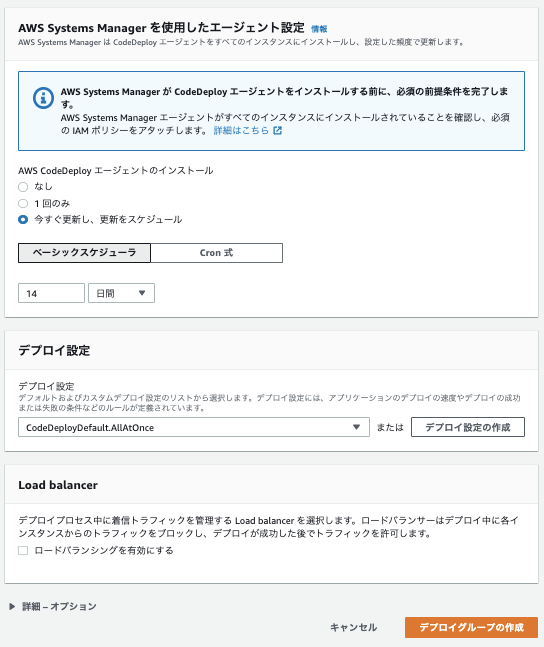 AWS Systems Manager を使用したエージェント設定 情報
AWS Systems Manager は CodeDeploy エージェントをすべてのインスタンスにインストールし、設定した頻度で更新します。
AWS Systems Manager が CodeDeploy エージェントをインストールする前に、必須の前提条件を完了しま
す。
AWS Systems Manager エージェントがすべてのインスタンスにインストールされていることを確認し、必須
の IAM ポリシーをアタッチします。 詳細はこちら
AWS CodeDeploy エージェントのインストール
なし
1 回のみ
今すぐ更新し、更新をスケジュール
ベーシックスケジューラ Cron 式
14 日間
デプロイ設定
デプロイ設定
デフォルトおよびカスタムデプロイ設定のリストから選択します。デプロイ設定には、アプリケーションのデプロイの速度やデプロイの成功
または失敗の条件などのルールが定義されています。
CodeDeployDefault.AllAtOnce または デプロイ設定の作成
Load balancer
デプロイプロセス中に着信トラフィックを管理する Load balancer を選択します。ロードバランサーはデプロイ中に各イ
ンスタンスからのトラフィックをブロックし、デプロイが成功した後でトラフィックを許可します。
ロードバランシングを有効にする
詳細 – オプション
キャンセル デプロイグループの作成